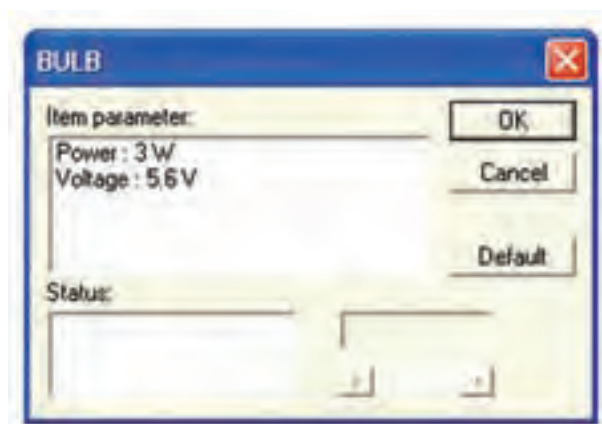 BULB
Item parameter:
OK
Power : 3 W
Voltage : 5.6 V
Cancel
Default
Status: